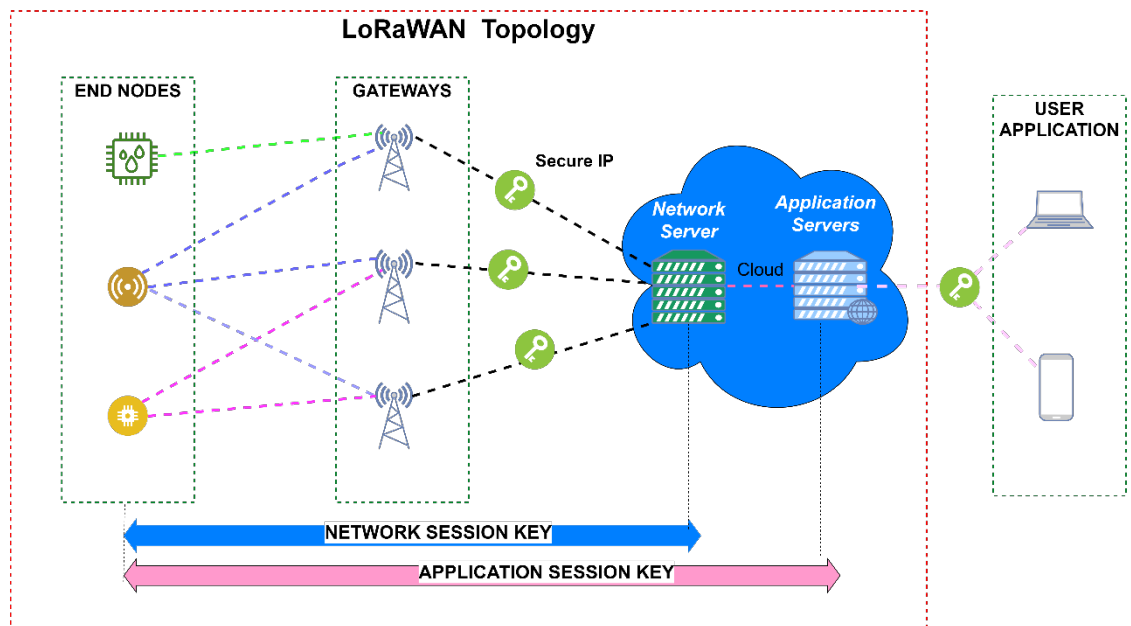 LoRaWAN Topology
END NODES
GATEWAYS
USER
APPLICATION
Secure IP
Network
Server
Application
Servers
Cloud
NETWORK SESSION KEY
APPLICATION SESSION KEY